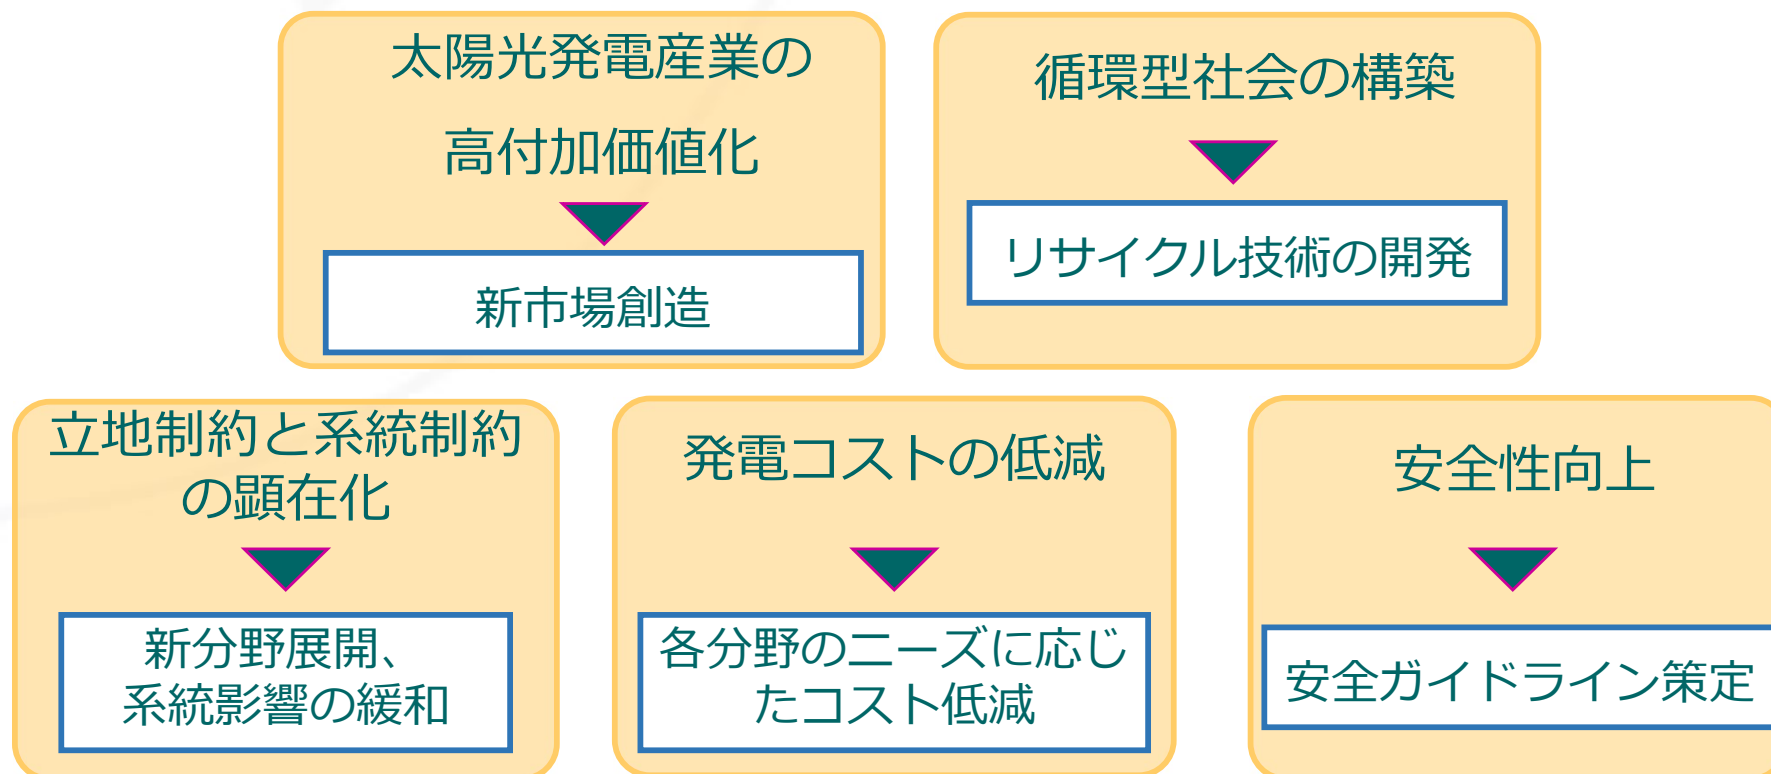 太陽光発電産業の
高付加価値化
新市場創造
循環型社会の構築
リサイクル技術の開発
立地制約と系統制約
の顕在化
新分野展開、
系統影響の緩和
発電コストの低減
各分野のニーズに応じ
たコスト低減
安全性向上
安全ガイドライン策定